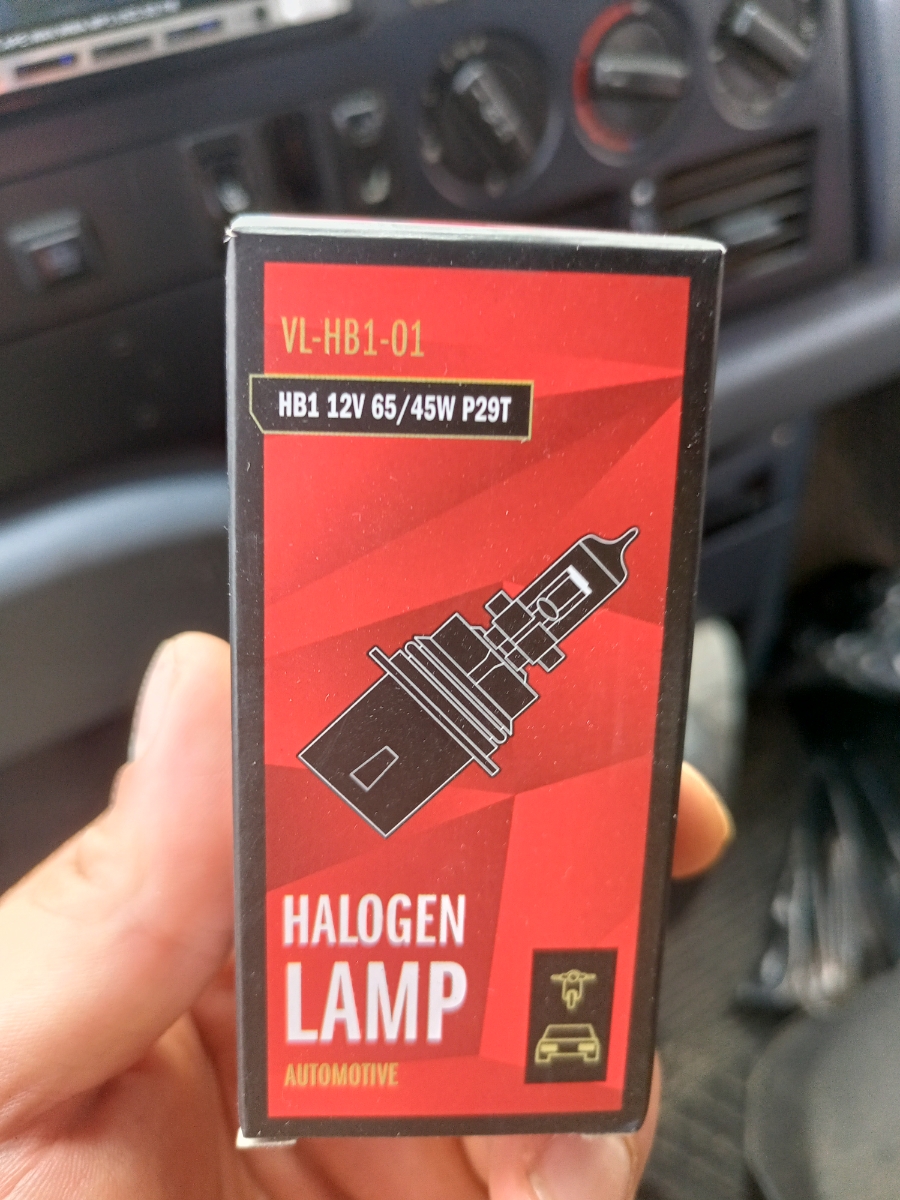 VL-HB1-01
HB1 12V 65/45W P29T
HALOGEN
LAMP
AUTOMOTIVE